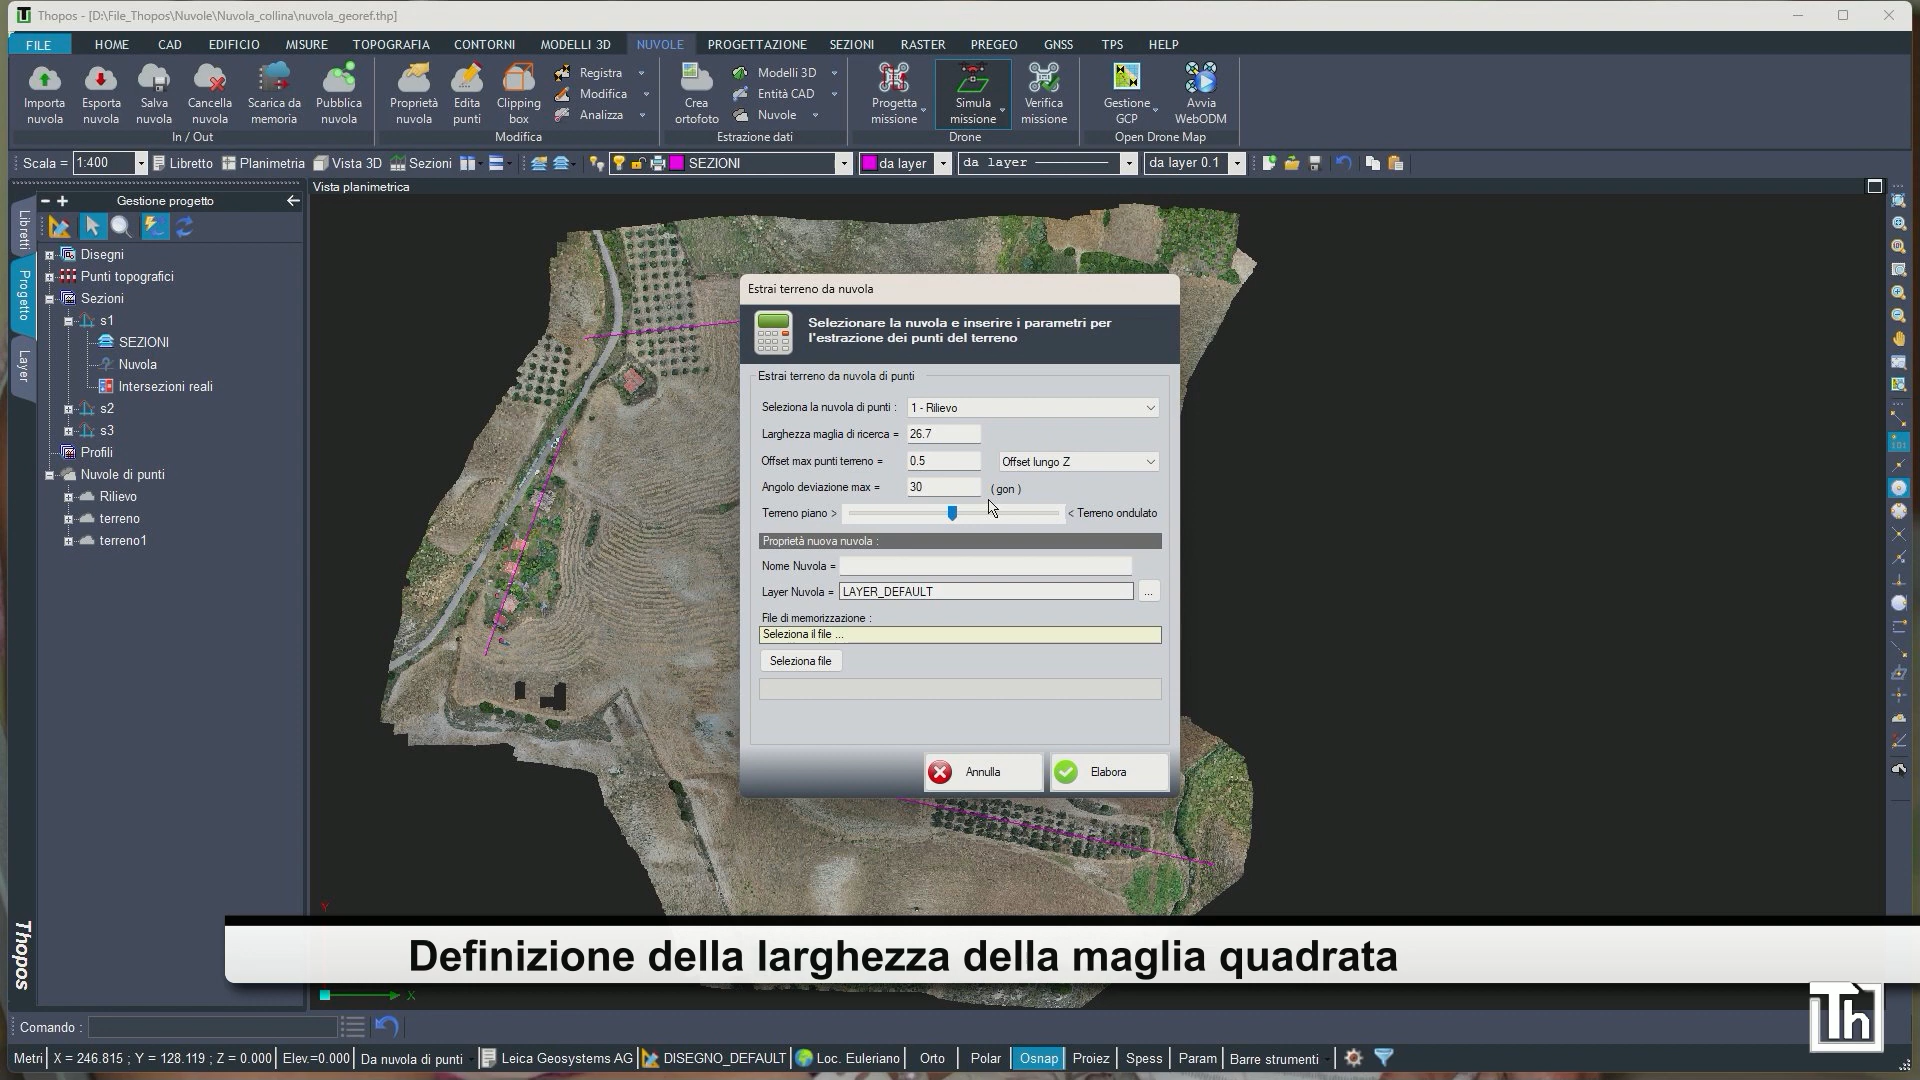 Thopos - [D:\File_Thopos\Nuvole\Nuvola_collina\nuvola_georef.thp]
FILE HOME CAD EDIFICIO MISURE TOPOGRAFIA CONTORNI MODELLI 3D NUVOLE PROGETTAZIONE SEZIONI RASTER PREGEO GNSS TPS HELP
Importa nuvola
Esporta nuvola
Salva nuvola
Cancella nuvola
Scarica da memoria
Pubblica nuvola
In / Out
Proprietà nuvola
Edita punti
Clipping box
Registra
Modifica
Analizza
Modifica
Crea ortofoto
Modelli 3D
Entità CAD
Nuvole
Estrazione dati
Progetta missione
Simula missione
Verifica missione
Drone
Gestione GCP
Avvia WebODM
Open Drone Map
Scala = 1:400 Libretto Planimetria Vista 3D Sezioni SEZIONI da layer da layer da layer 0.1
Gestione progetto
Vista planimetrica
Libretti
Progetto
Layer
Disegni
Punti topografici
Sezioni
s1
SEZIONI
Nuvola
Intersezioni reali
s2
s3
Profili
Nuvole di punti
Rilievo
terreno
terreno1
Estrai terreno da nuvola
Selezionare la nuvola e inserire i parametri per
l'estrazione dei punti del terreno
Estrai terreno da nuvola di punti
Seleziona la nuvola di punti : 1 - Rilievo
Larghezza maglia di ricerca = 26.7
Offset max punti terreno = 0.5 Offset lungo Z
Angolo deviazione max = 30 ( gon )
Terreno piano > < Terreno ondulato
Proprietà nuova nuvola :
Nome Nuvola =
Layer Nuvola = LAYER_DEFAULT ...
File di memorizzazione :
Seleziona il file ...
Seleziona file
Annulla Elabora
Y
Definizione della larghezza della maglia quadrata
X
Thopos
Th
Comando :
Metri X = 246.815 ; Y = 128.119 ; Z = 0.000 Elev.=0.000 Da nuvola di punti Leica Geosystems AG DISEGNO_DEFAULT Loc. Euleriano Orto Polar Osnap Proiez Spess Param Barre strumenti